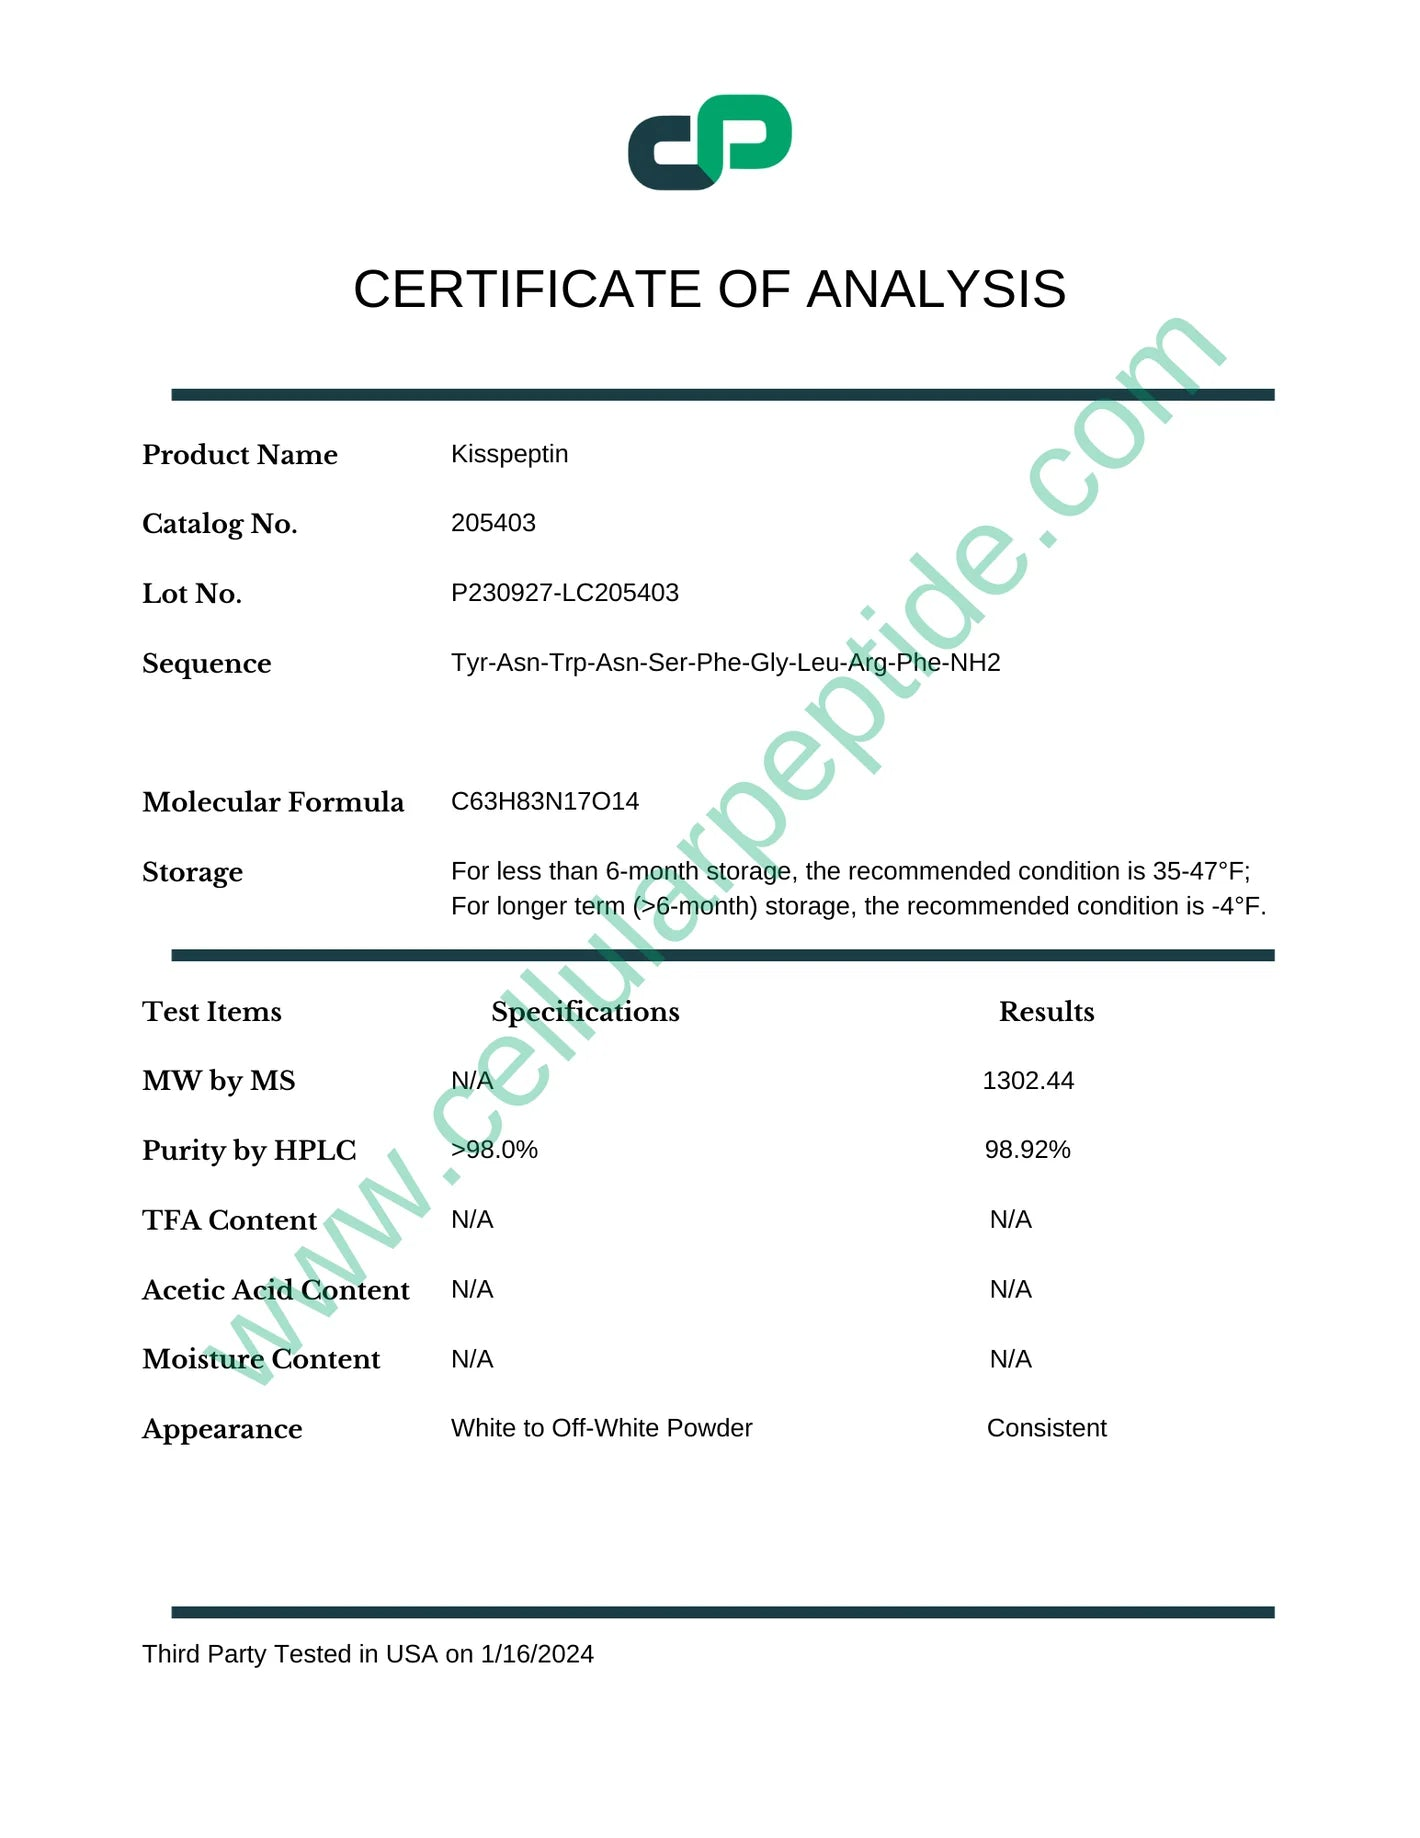 CP
CERTIFICATE OF ANALYSIS
Product Name Kisspeptin
Catalog No. 205403
Lot No. P230927-LC205403
Sequence Tyr-Asn-Trp-Asn-Ser-Phe-Gly-Leu-Arg-Phe-NH2
Molecular Formula C63H83N17O14
Storage For less than 6-month storage, the recommended condition is 35-47°F;
For longer term (>6-month) storage, the recommended condition is -4°F.
Test Items Specifications Results
MW by MS N/A 1302.44
Purity by HPLC >98.0% 98.92%
TFA Content N/A N/A
Acetic Acid Content N/A N/A
Moisture Content N/A N/A
Appearance White to Off-White Powder Consistent
Third Party Tested in USA on 1/16/2024
www.cellularpeptide.com